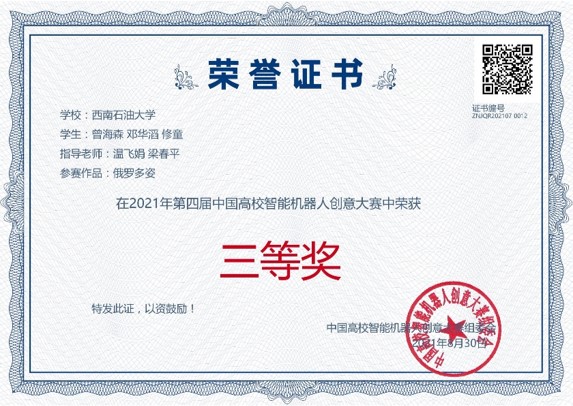 荣誉证书
证书编号
ZNJQR202107 0012
学校：西南石油大学
学生：曾海森 邓华滔 修童
指导老师：温飞娟 梁春平
参赛作品：俄罗多姿
在2021年第四届中国高校智能机器人创意大赛中荣获
三等奖
特发此证，以资鼓励！
中国高校智能机器人创意大赛组委会
2021年8月30日
中国高校智能机器人创意大赛组委会